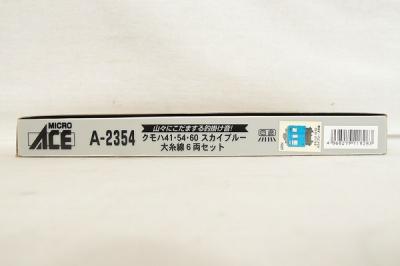 MICRO ACE
A-2354
山々にこだまする釣掛け音!
クモハ41・54・60 スカイブルー
大糸線6両セット